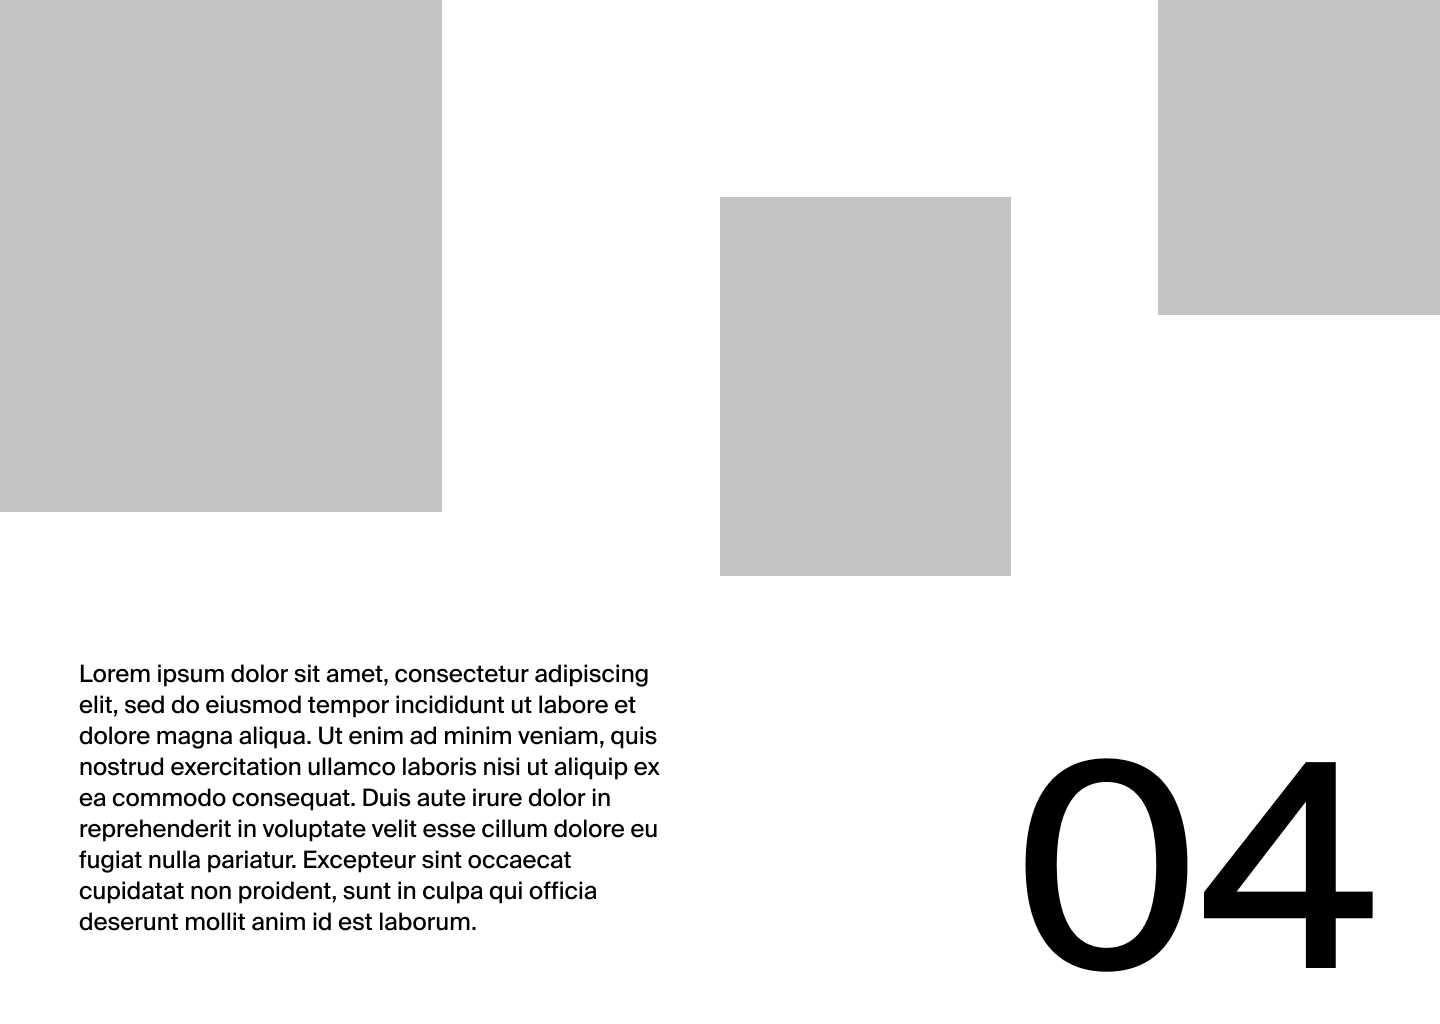 Lorem ipsum dolor sit amet, consectetur adipiscing
elit, sed do eiusmod tempor incididunt ut labore et
dolore magna aliqua. Ut enim ad minim veniam, quis
nostrud exercitation ullamco laboris nisi ut aliquip ex
ea commodo consequat. Duis aute irure dolor in
reprehenderit in voluptate velit esse cillum dolore eu
fugiat nulla pariatur. Excepteur sint occaecat
cupidatat non proident, sunt in culpa qui officia
deserunt mollit anim id est laborum.
04